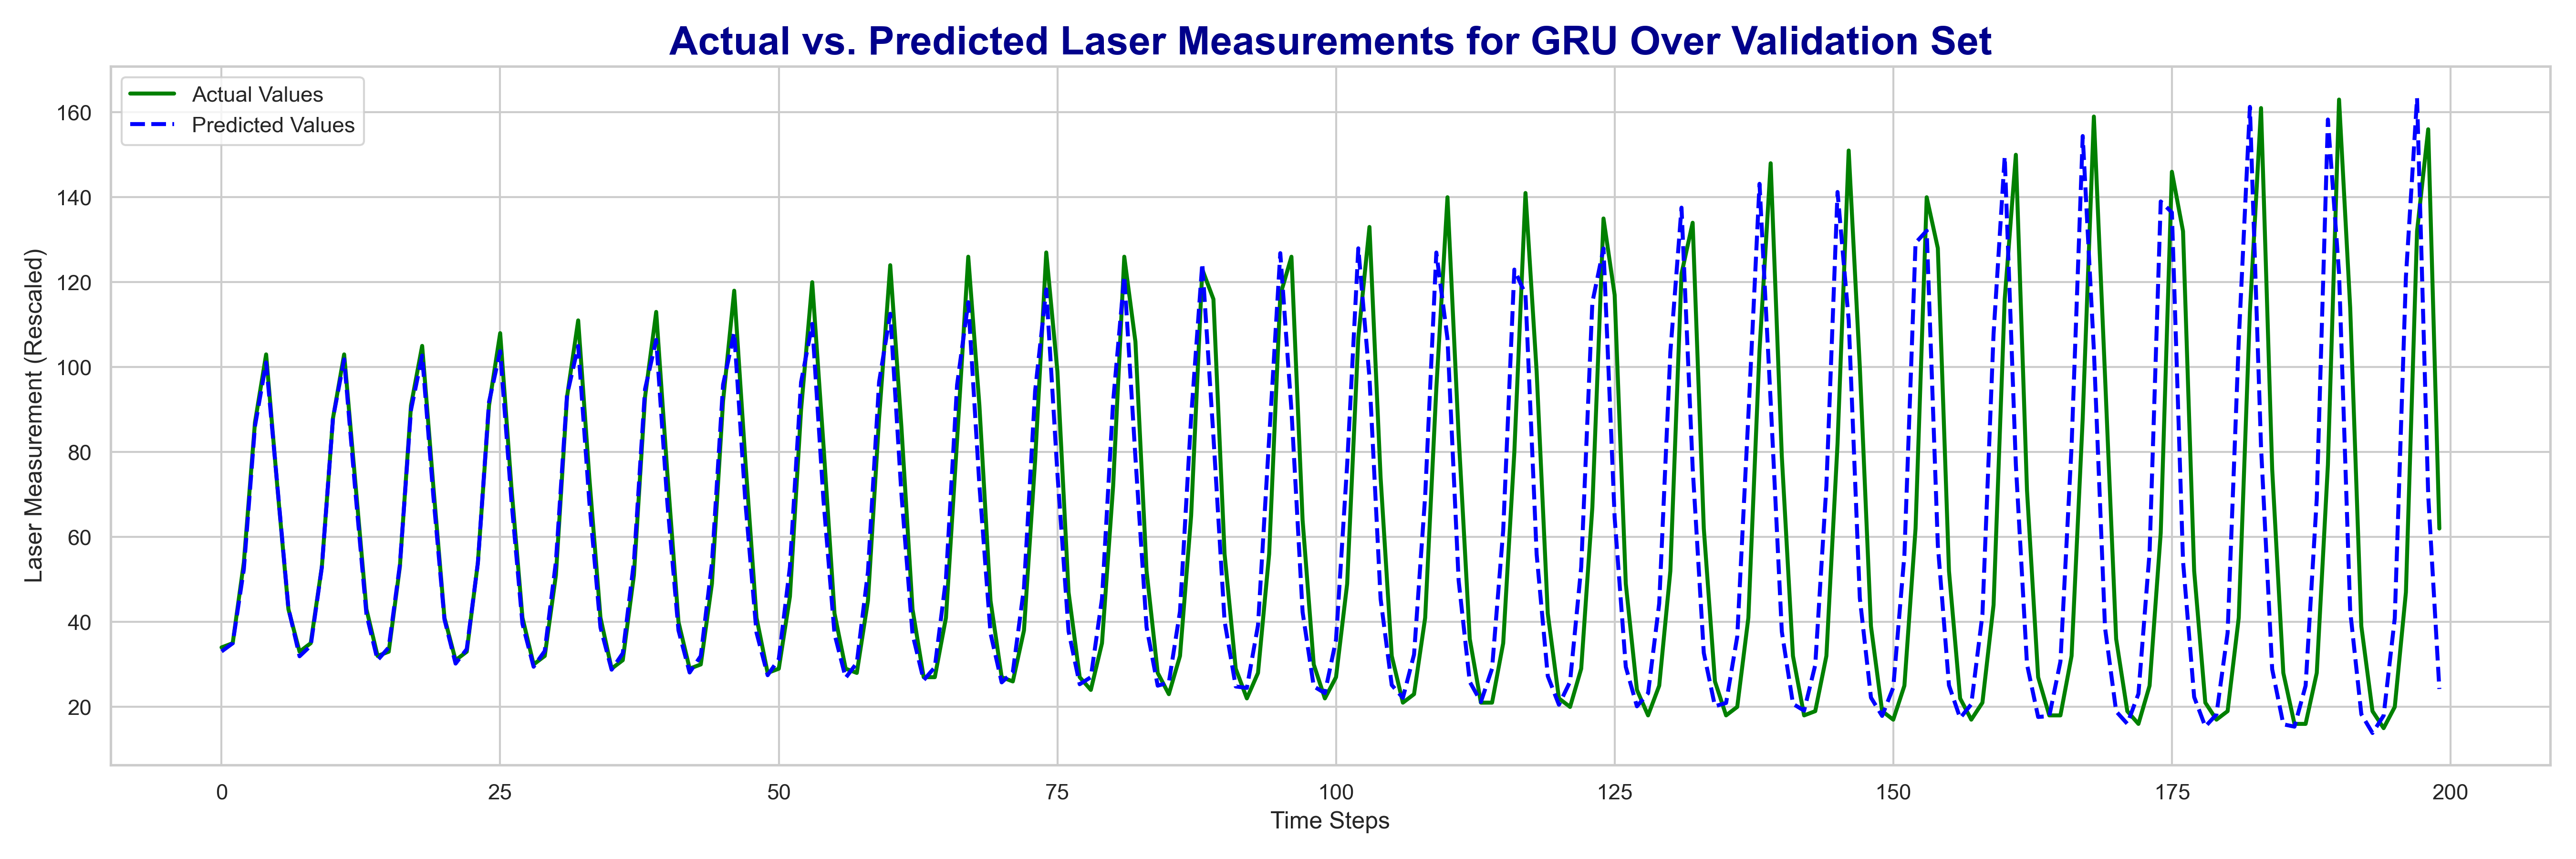 Actual vs. Predicted Laser Measurements for GRU Over Validation Set
Actual Values
Predicted Values
Laser Measurement (Rescaled)
160
140
120
100
80
60
40
20
0 25 50 75 100 125 150 175 200
Time Steps